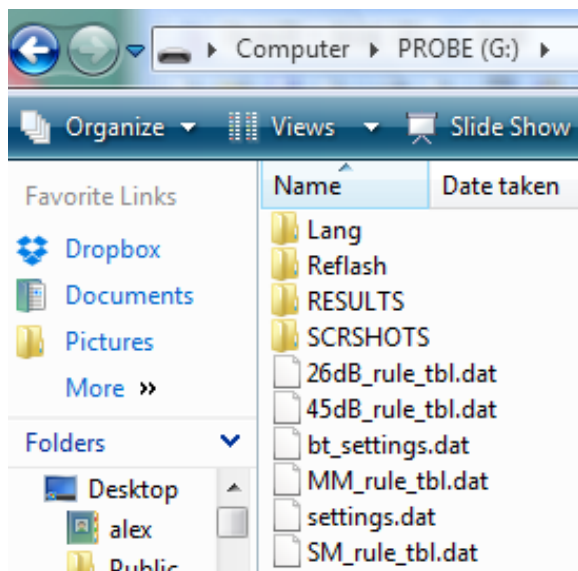 Computer ▸ PROBE (G:) ▸
Organize Views Slide Show
Favorite Links
Dropbox
Documents
Pictures
More »
Folders
Desktop
alex
Public
Name Date taken
Lang
Reflash
RESULTS
SCRSHOTS
26dB_rule_tbl.dat
45dB_rule_tbl.dat
bt_settings.dat
MM_rule_tbl.dat
settings.dat
SM_rule_tbl.dat